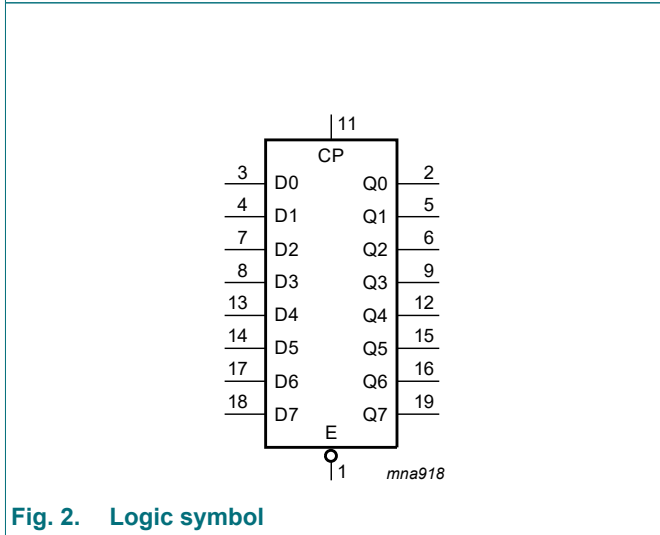 11
CP
3 D0 Q0 2
4 D1 Q1 5
7 D2 Q2 6
8 D3 Q3 9
13 D4 Q4 12
14 D5 Q5 15
17 D6 Q6 16
18 D7 Q7 19
E
1 mna918
Fig. 2. Logic symbol